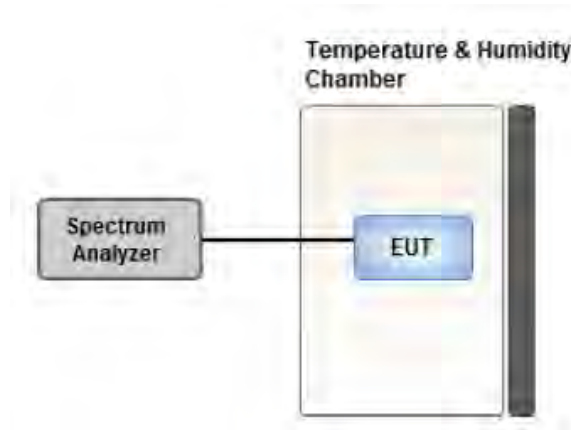 Temperature & Humidity
Chamber
Spectrum
Analyzer
EUT